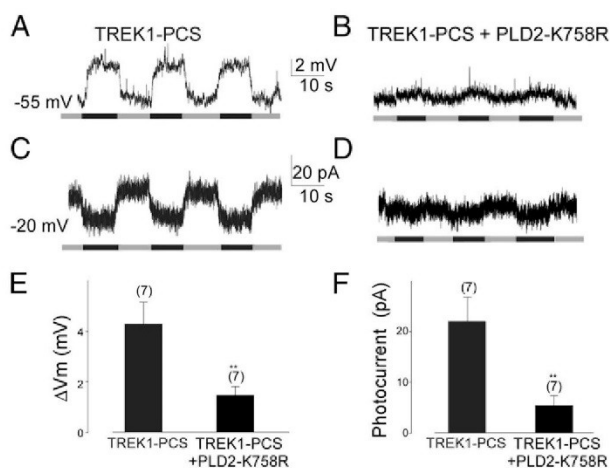 A
TREK1-PCS
2 mV
10 s
-55 mV
B
TREK1-PCS + PLD2-K758R
C
20 pA
10 s
-20 mV
D
E
ΔVm (mV)
4
2
0
(7)
**
(7)
TREK1-PCS
TREK1-PCS
+PLD2-K758R
F
Photocurrent (pA)
20
10
0
(7)
**
(7)
TREK1-PCS
TREK1-PCS
+PLD2-K758R